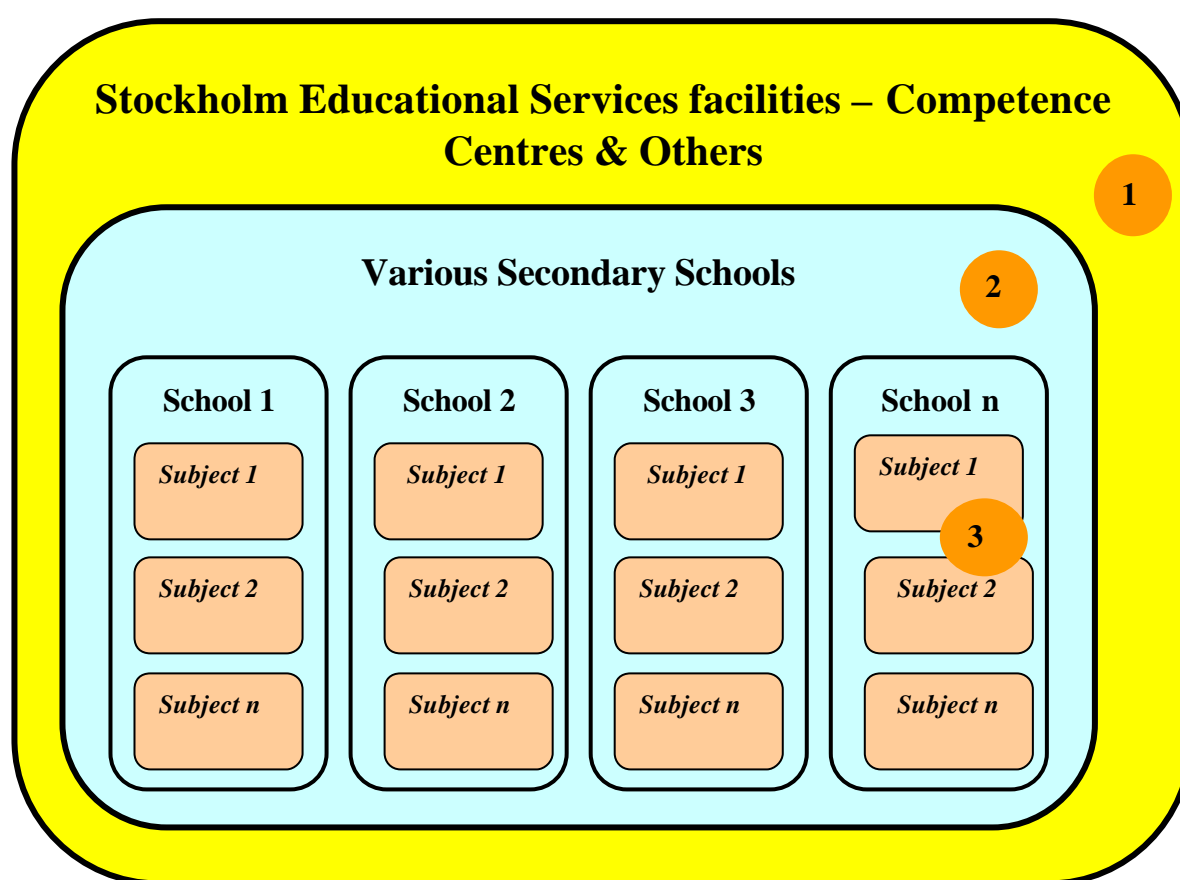 Stockholm Educational Services facilities – Competence
Centres & Others
1
Various Secondary Schools
2
School 1
Subject 1
Subject 2
Subject n
School 2
Subject 1
Subject 2
Subject n
School 3
Subject 1
Subject 2
Subject n
School n
Subject 1
3
Subject 2
Subject n